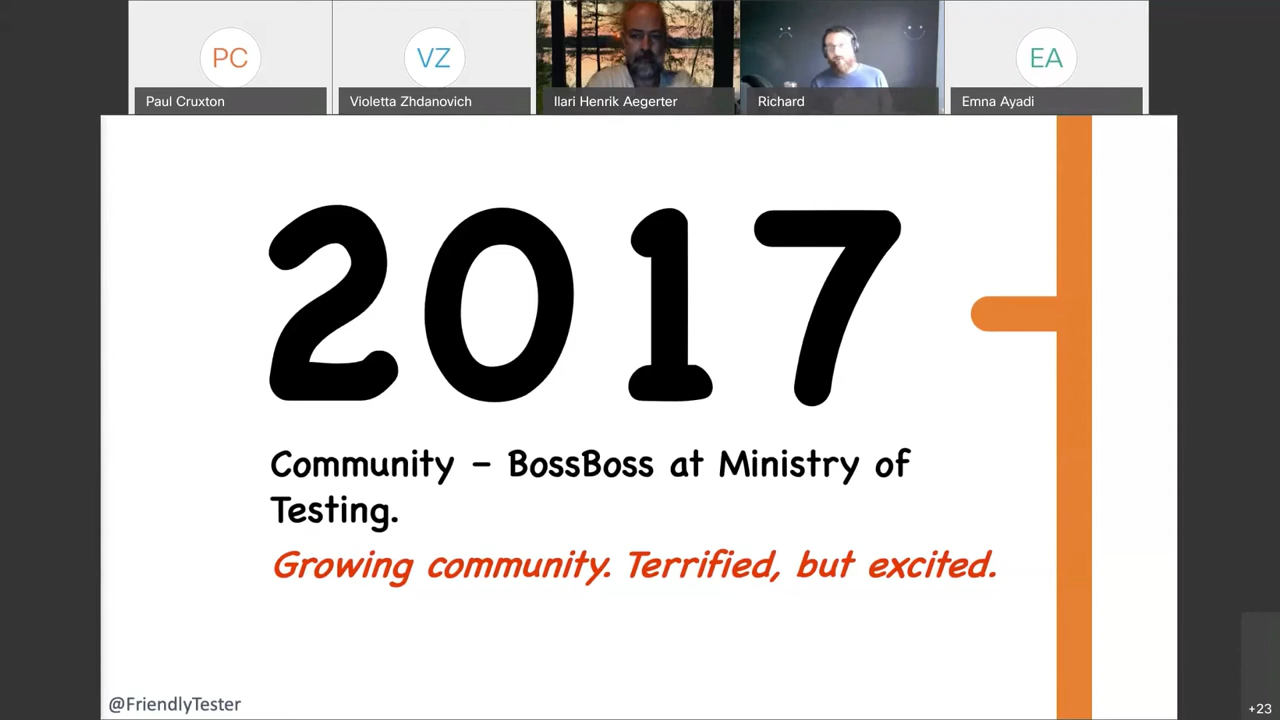 PC
VZ
EA
Paul Cruxton
Violetta Zhdanovich
Ilari Henrik Aegerter
Richard
Emna Ayadi
2017
Community – BossBoss at Ministry of
Testing.
Growing community. Terrified, but excited.
@FriendlyTester
+23